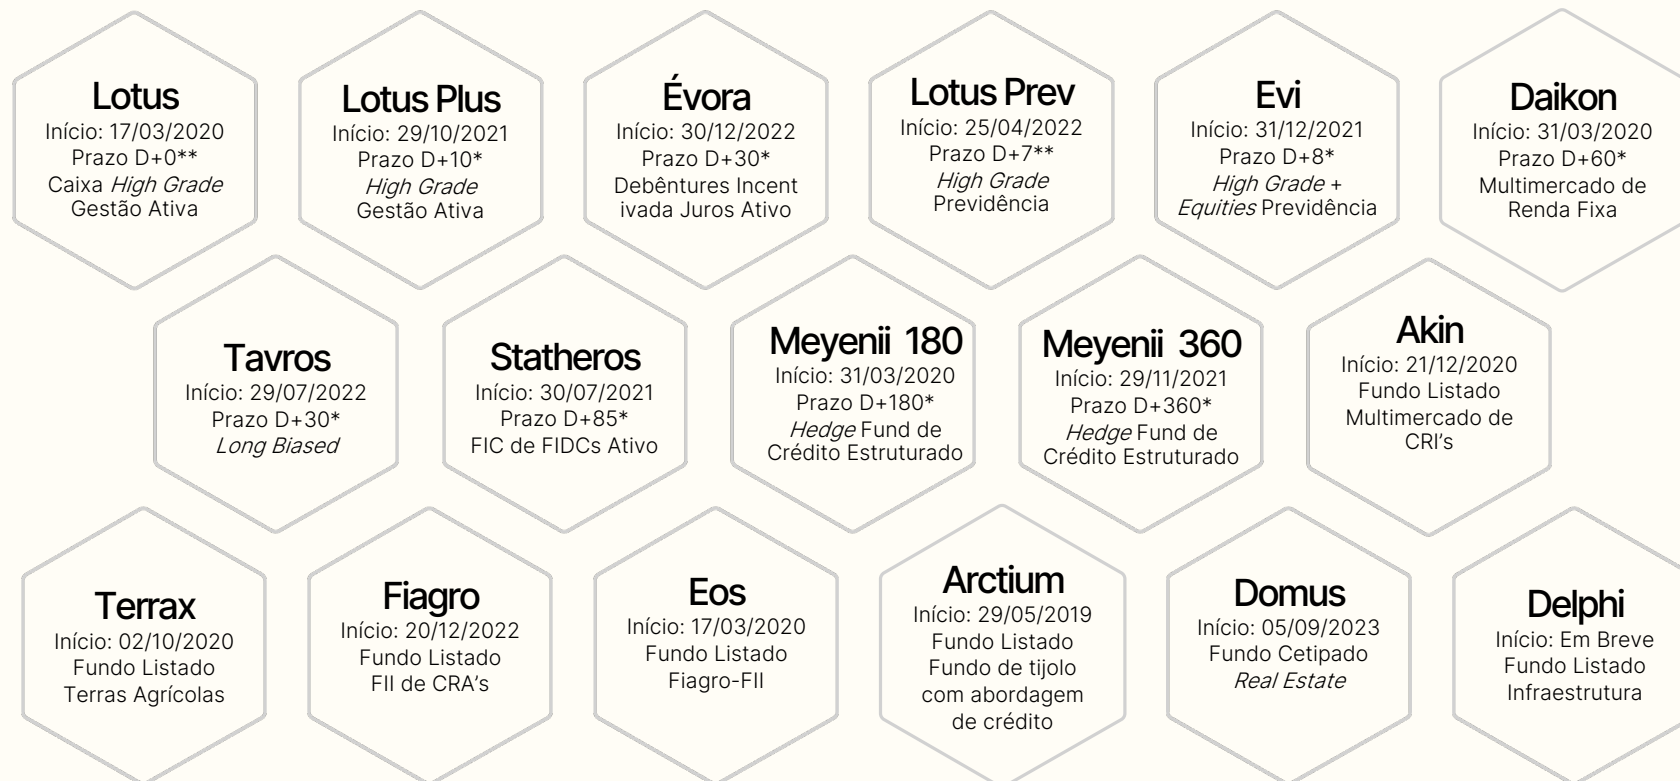 Lotus
Início: 17/03/2020
Prazo D+0**
Caixa High Grade
Gestão Ativa
Lotus Plus
Início: 29/10/2021
Prazo D+10*
High Grade
Gestão Ativa
Évora
Início: 30/12/2022
Prazo D+30*
Debêntures Incent
ivada Juros Ativo
Lotus Prev
Início: 25/04/2022
Prazo D+7**
High Grade
Previdência
Evi
Início: 31/12/2021
Prazo D+8*
High Grade +
Equities Previdência
Daikon
Início: 31/03/2020
Prazo D+60*
Multimercado de
Renda Fixa
Tavros
Início: 29/07/2022
Prazo D+30*
Long Biased
Statheros
Início: 30/07/2021
Prazo D+85*
FIC de FIDCs Ativo
Meyenii 180
Início: 31/03/2020
Prazo D+180*
Hedge Fund de
Crédito Estruturado
Meyenii 360
Início: 29/11/2021
Prazo D+360*
Hedge Fund de
Crédito Estruturado
Akin
Início: 21/12/2020
Fundo Listado
Multimercado de
CRI's
Terrax
Início: 02/10/2020
Fundo Listado
Terras Agrícolas
Fiagro
Início: 20/12/2022
Fundo Listado
FII de CRA's
Eos
Início: 17/03/2020
Fundo Listado
Fiagro-FII
Arctium
Início: 29/05/2019
Fundo Listado
Fundo de tijolo
com abordagem
de crédito
Domus
Início: 05/09/2023
Fundo Cetipado
Real Estate
Delphi
Início: Em Breve
Fundo Listado
Infraestrutura